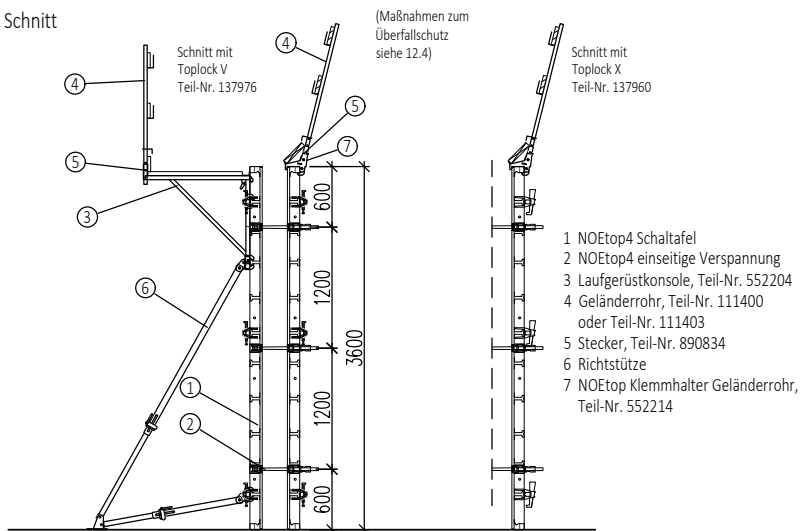 Schnitt
Schnitt mit
Toplock V
Teil-Nr. 137976
(Maßnahmen zum
Überfallschutz
siehe 12.4)
Schnitt mit
Toplock X
Teil-Nr. 137960
4
4
5
5
7
3
6
1
2
600
1200
1200
600
3600
1 NOEtop4 Schaltafel
2 NOEtop4 einseitige Verspannung
3 Laufgerüstkonsole, Teil-Nr. 552204
4 Geländerrohr, Teil-Nr. 111400
oder Teil-Nr. 111403
5 Stecker, Teil-Nr. 890834
6 Richtstütze
7 NOEtop Klemmhalter Geländerrohr,
Teil-Nr. 552214